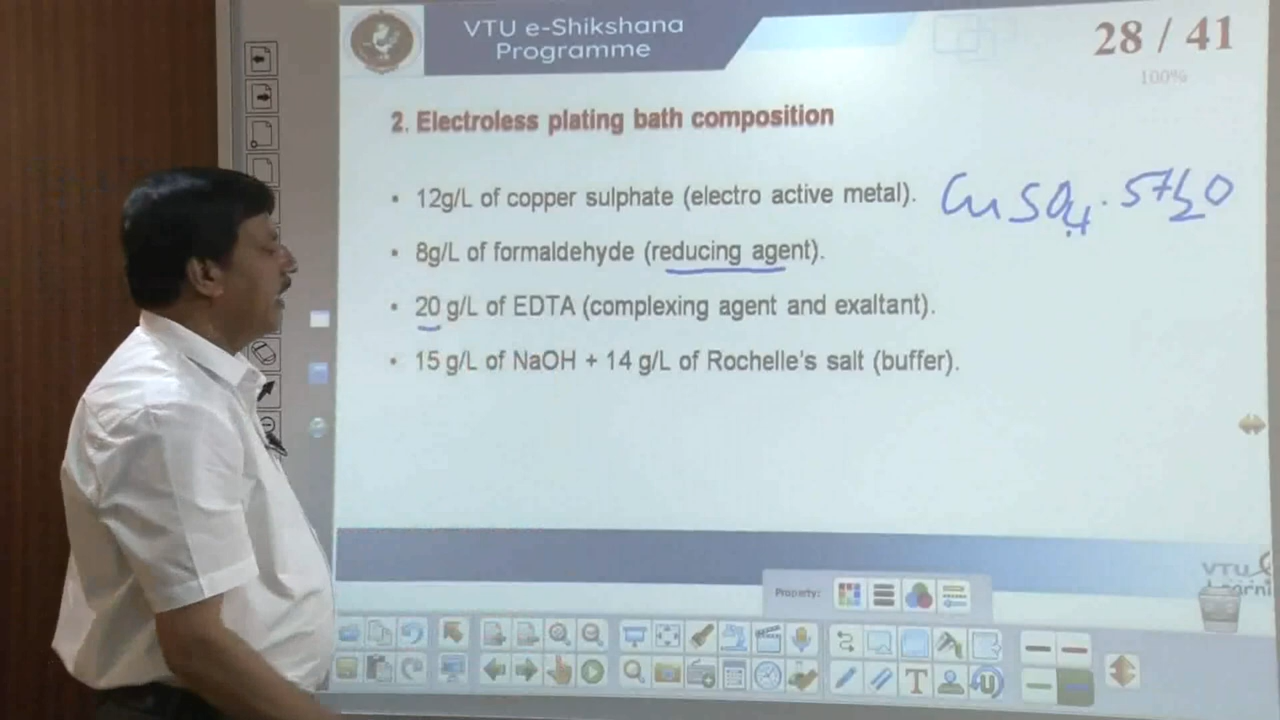 VTU e-Shikshana
Programme
28 / 41
100%
2. Electroless plating bath composition
• 12g/L of copper sulphate (electro active metal). CuSO4.5H2O
• 8g/L of formaldehyde (reducing agent).
• 20 g/L of EDTA (complexing agent and exaltant).
• 15 g/L of NaOH + 14 g/L of Rochelle's salt (buffer).
Property:
VTU
T